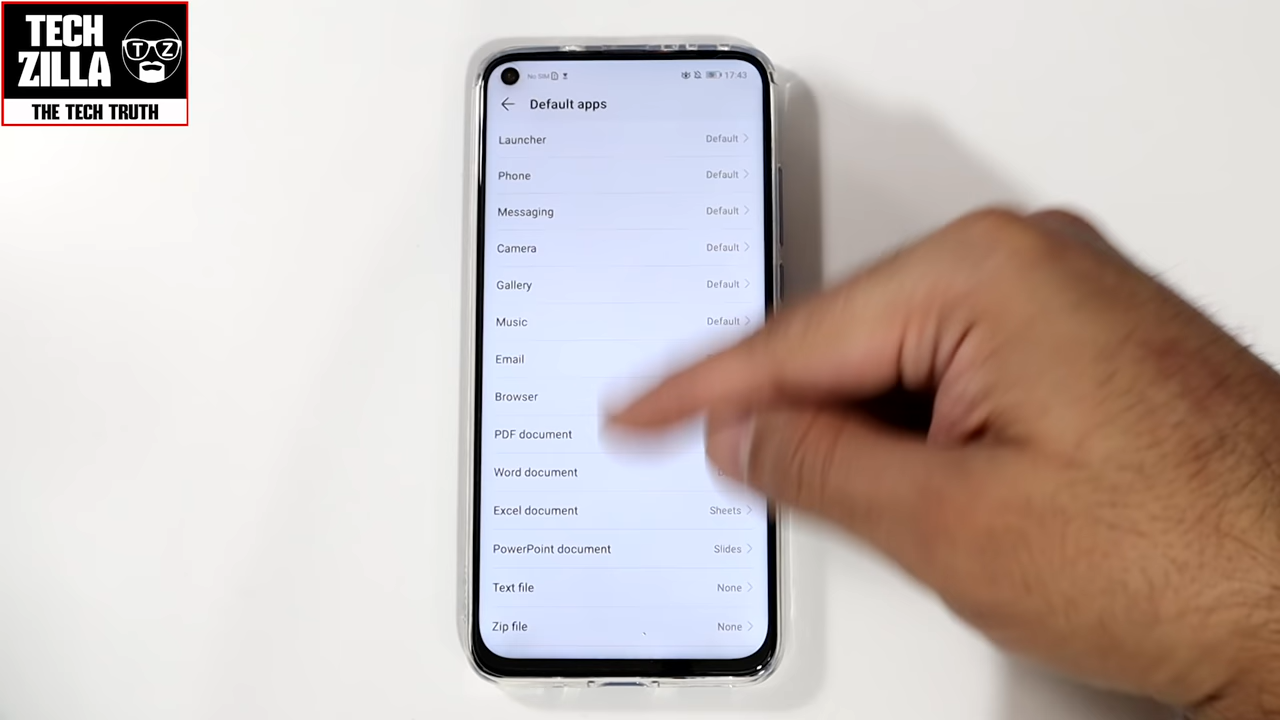 TECH
ZILLA
TZ
THE TECH TRUTH
No SIM 17:43
Default apps
Launcher Default
Phone Default
Messaging Default
Camera Default
Gallery Default
Music Default
Email
Browser
PDF document
Word document
Excel document Sheets
PowerPoint document Slides
Text file None
Zip file None